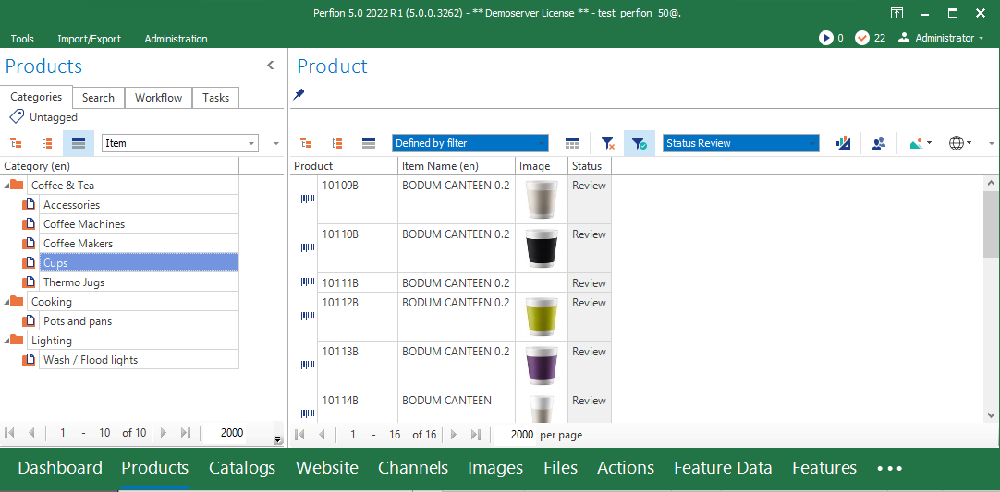 Perfion 5.0 2022 R1 (5.0.0.3262) - ** Demoserver License ** - test_perfion_50@.
Tools Import/Export Administration 0 22 Administrator
Products
Categories Search Workflow Tasks
Untagged
Item
Category (en)
Coffee & Tea
Accessories
Coffee Machines
Coffee Makers
Cups
Thermo Jugs
Cooking
Pots and pans
Lighting
Wash / Flood lights
1 - 10 of 10 2000
Product
Defined by filter Status Review
Product Item Name (en) Image Status
10109B BODUM CANTEEN 0.2 Review
10110B BODUM CANTEEN 0.2 Review
10111B BODUM CANTEEN 0.2 Review
10112B BODUM CANTEEN 0.2 Review
10113B BODUM CANTEEN 0.2 Review
10114B BODUM CANTEEN Review
1 - 16 of 16 2000 per page
Dashboard Products Catalogs Website Channels Images Files Actions Feature Data Features